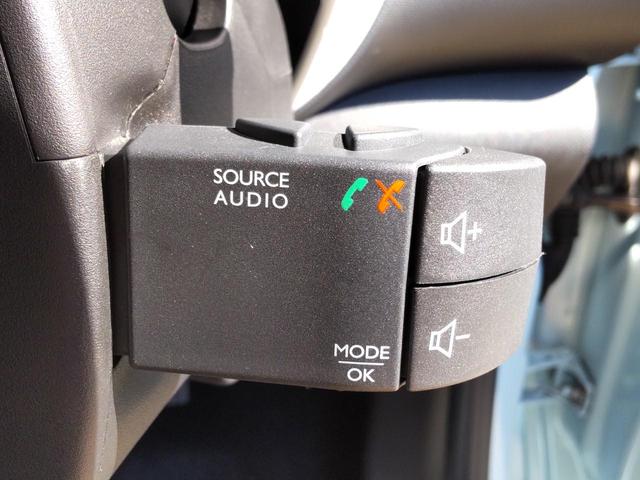 SOURCE
AUDIO
+
-
MODE
OK